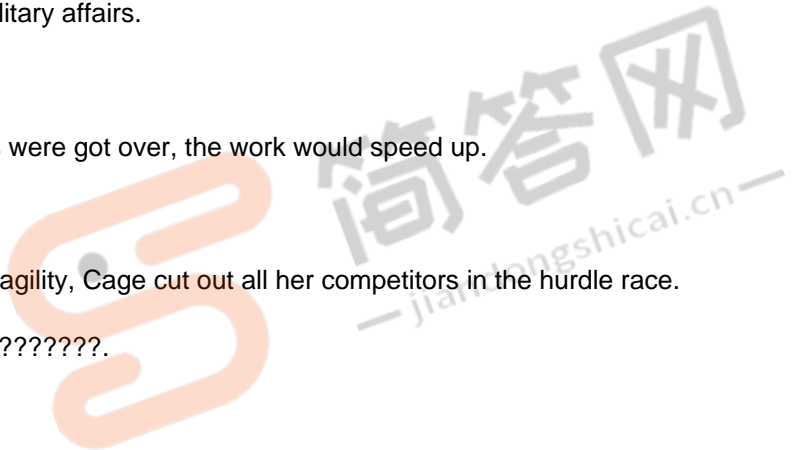 litary affairs.
were got over, the work would speed up.
agility, Cage cut out all her competitors in the hurdle race.
???????.
简答网
jiandongshicai.cn